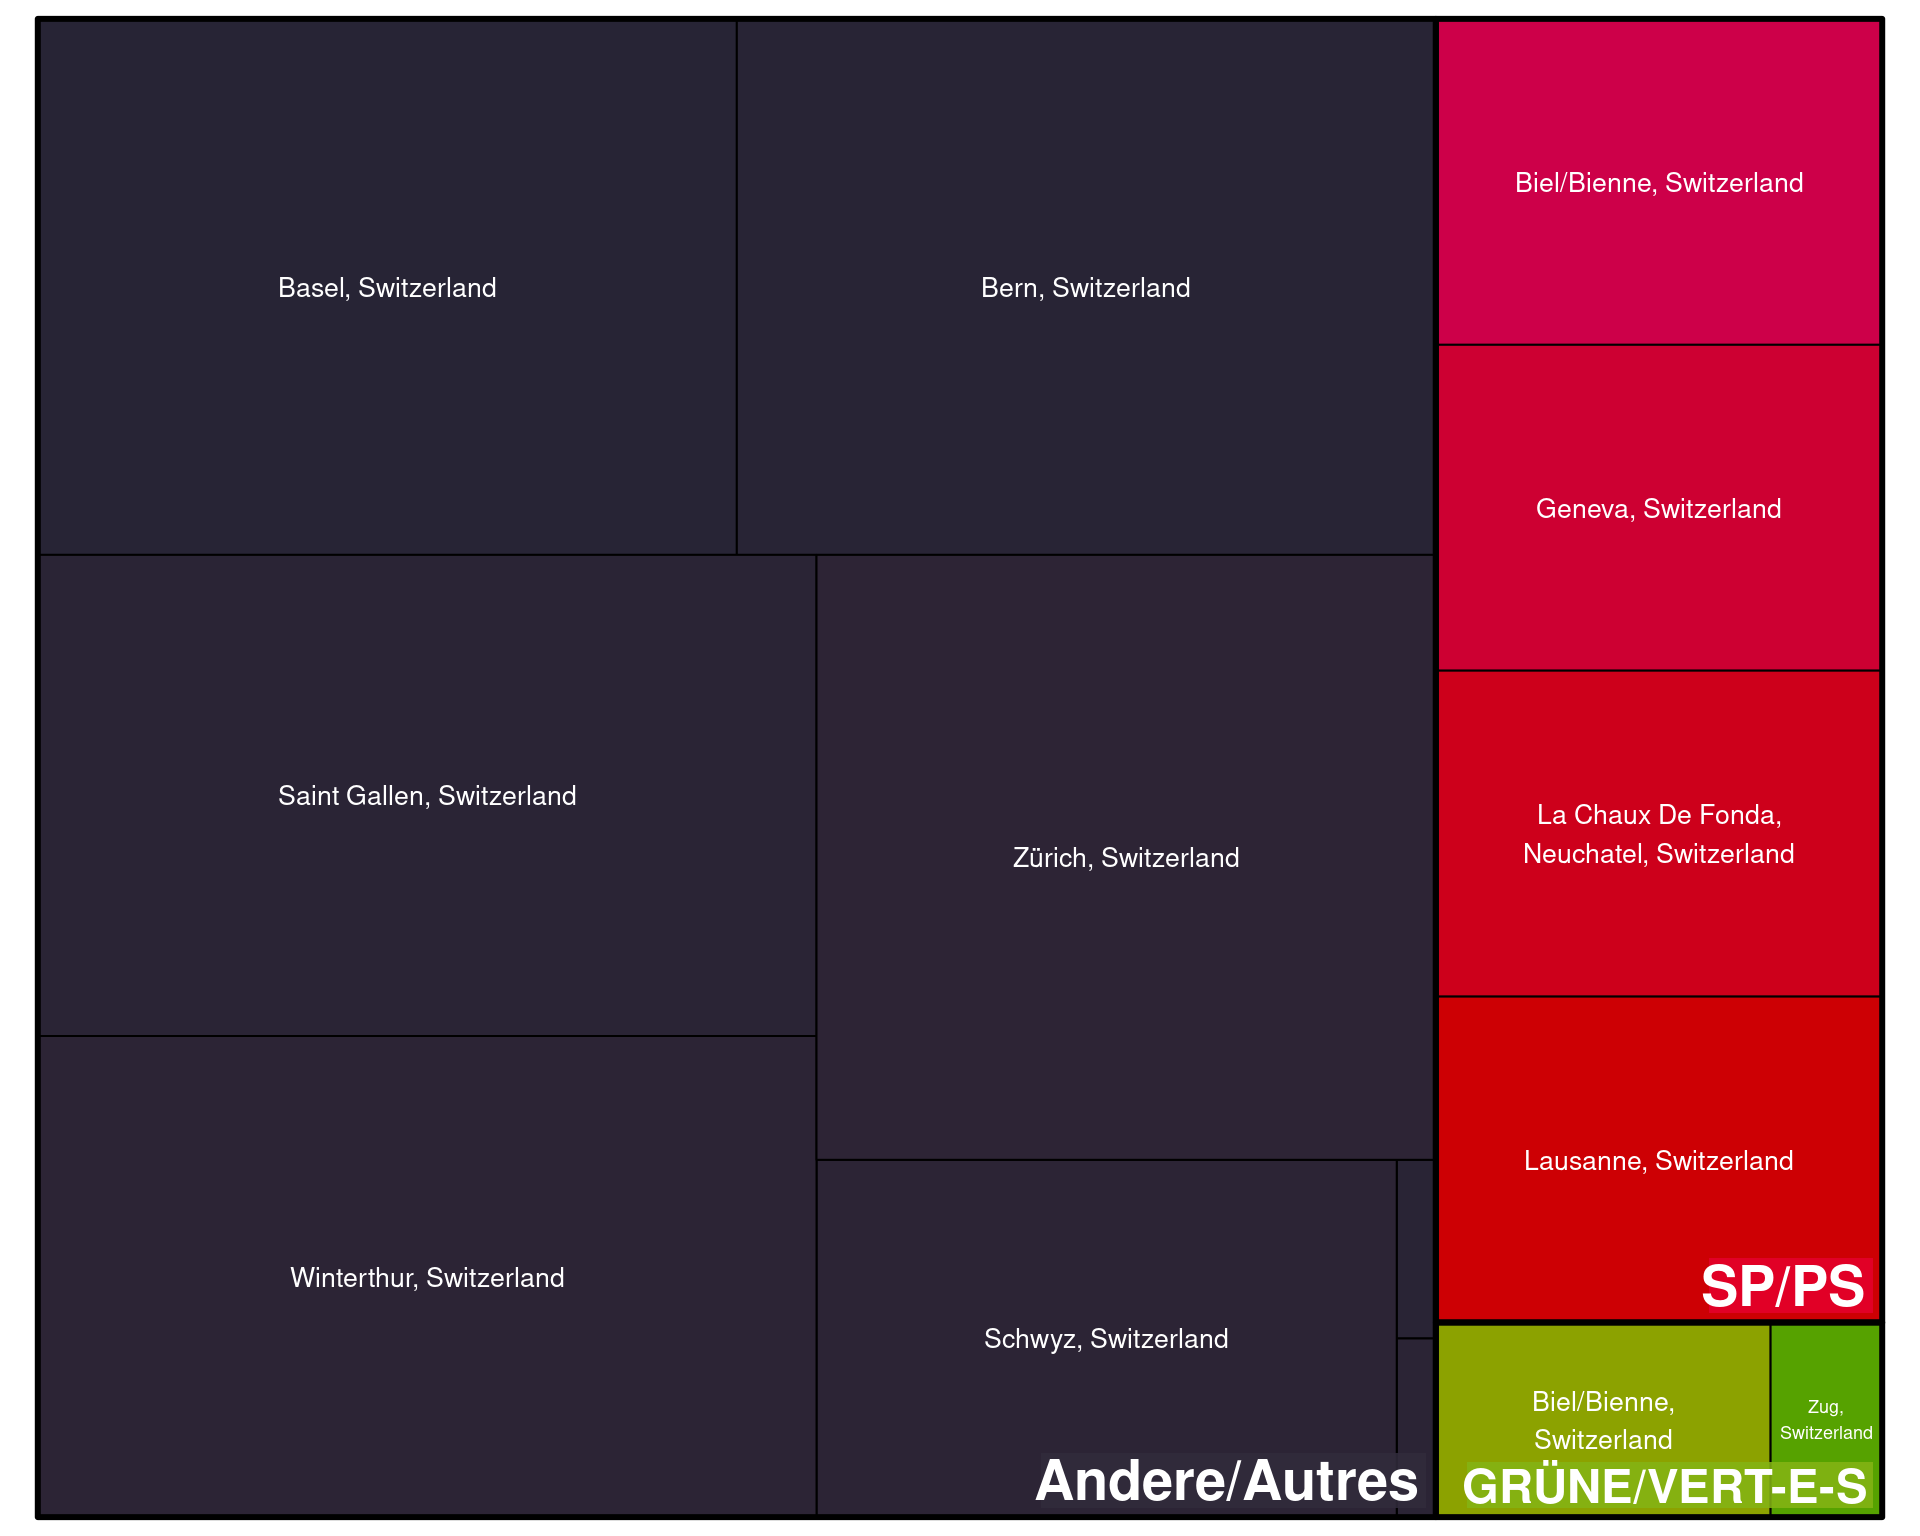 Basel, Switzerland
Bern, Switzerland
Saint Gallen, Switzerland
Zürich, Switzerland
Winterthur, Switzerland
Schwyz, Switzerland
Andere/Autres
Biel/Bienne, Switzerland
Geneva, Switzerland
La Chaux De Fonda,
Neuchatel, Switzerland
Lausanne, Switzerland
SP/PS
Biel/Bienne,
Switzerland
Zug,
Switzerland
GRÜNE/VERT-E-S